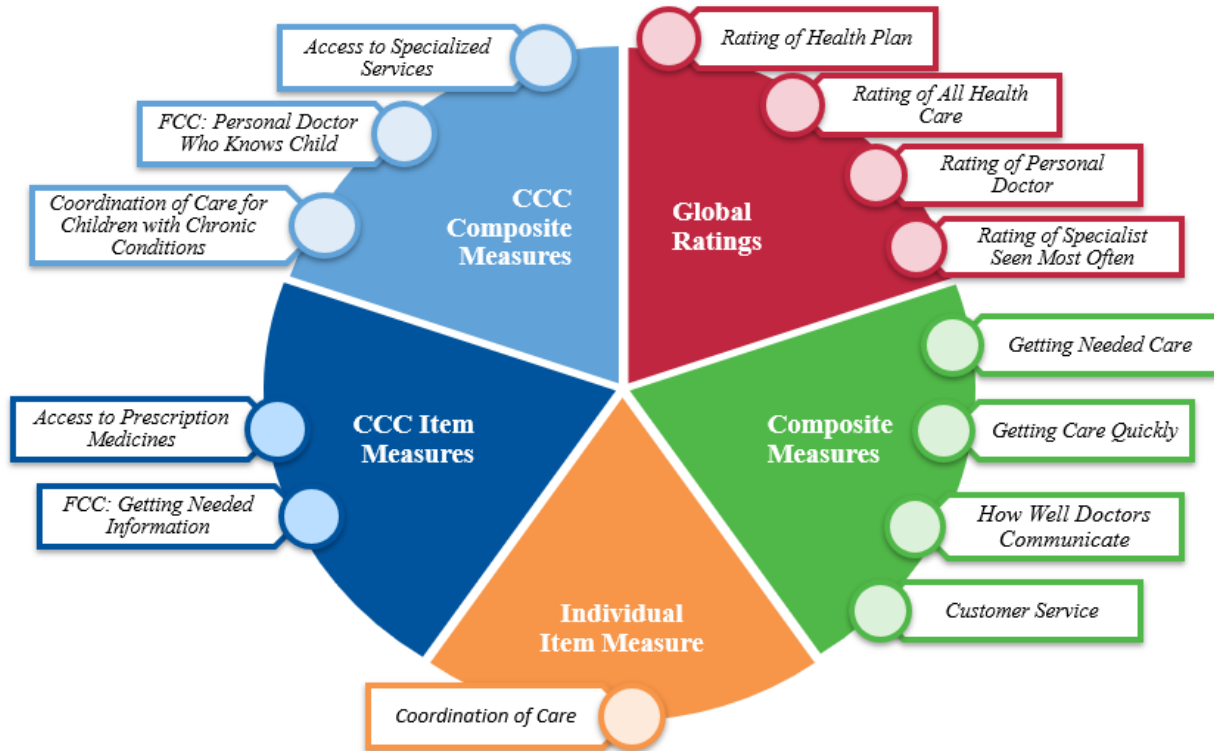 Access to Specialized
Services
FCC: Personal Doctor
Who Knows Child
Coordination of Care for
Children with Chronic
Conditions
CCC
Composite
Measures
Rating of Health Plan
Rating of All Health
Care
Rating of Personal
Doctor
Rating of Specialist
Seen Most Often
Global
Ratings
Getting Needed Care
Getting Care Quickly
How Well Doctors
Communicate
Customer Service
Composite
Measures
Access to Prescription
Medicines
FCC: Getting Needed
Information
CCC Item
Measures
Individual
Item Measure
Coordination of Care